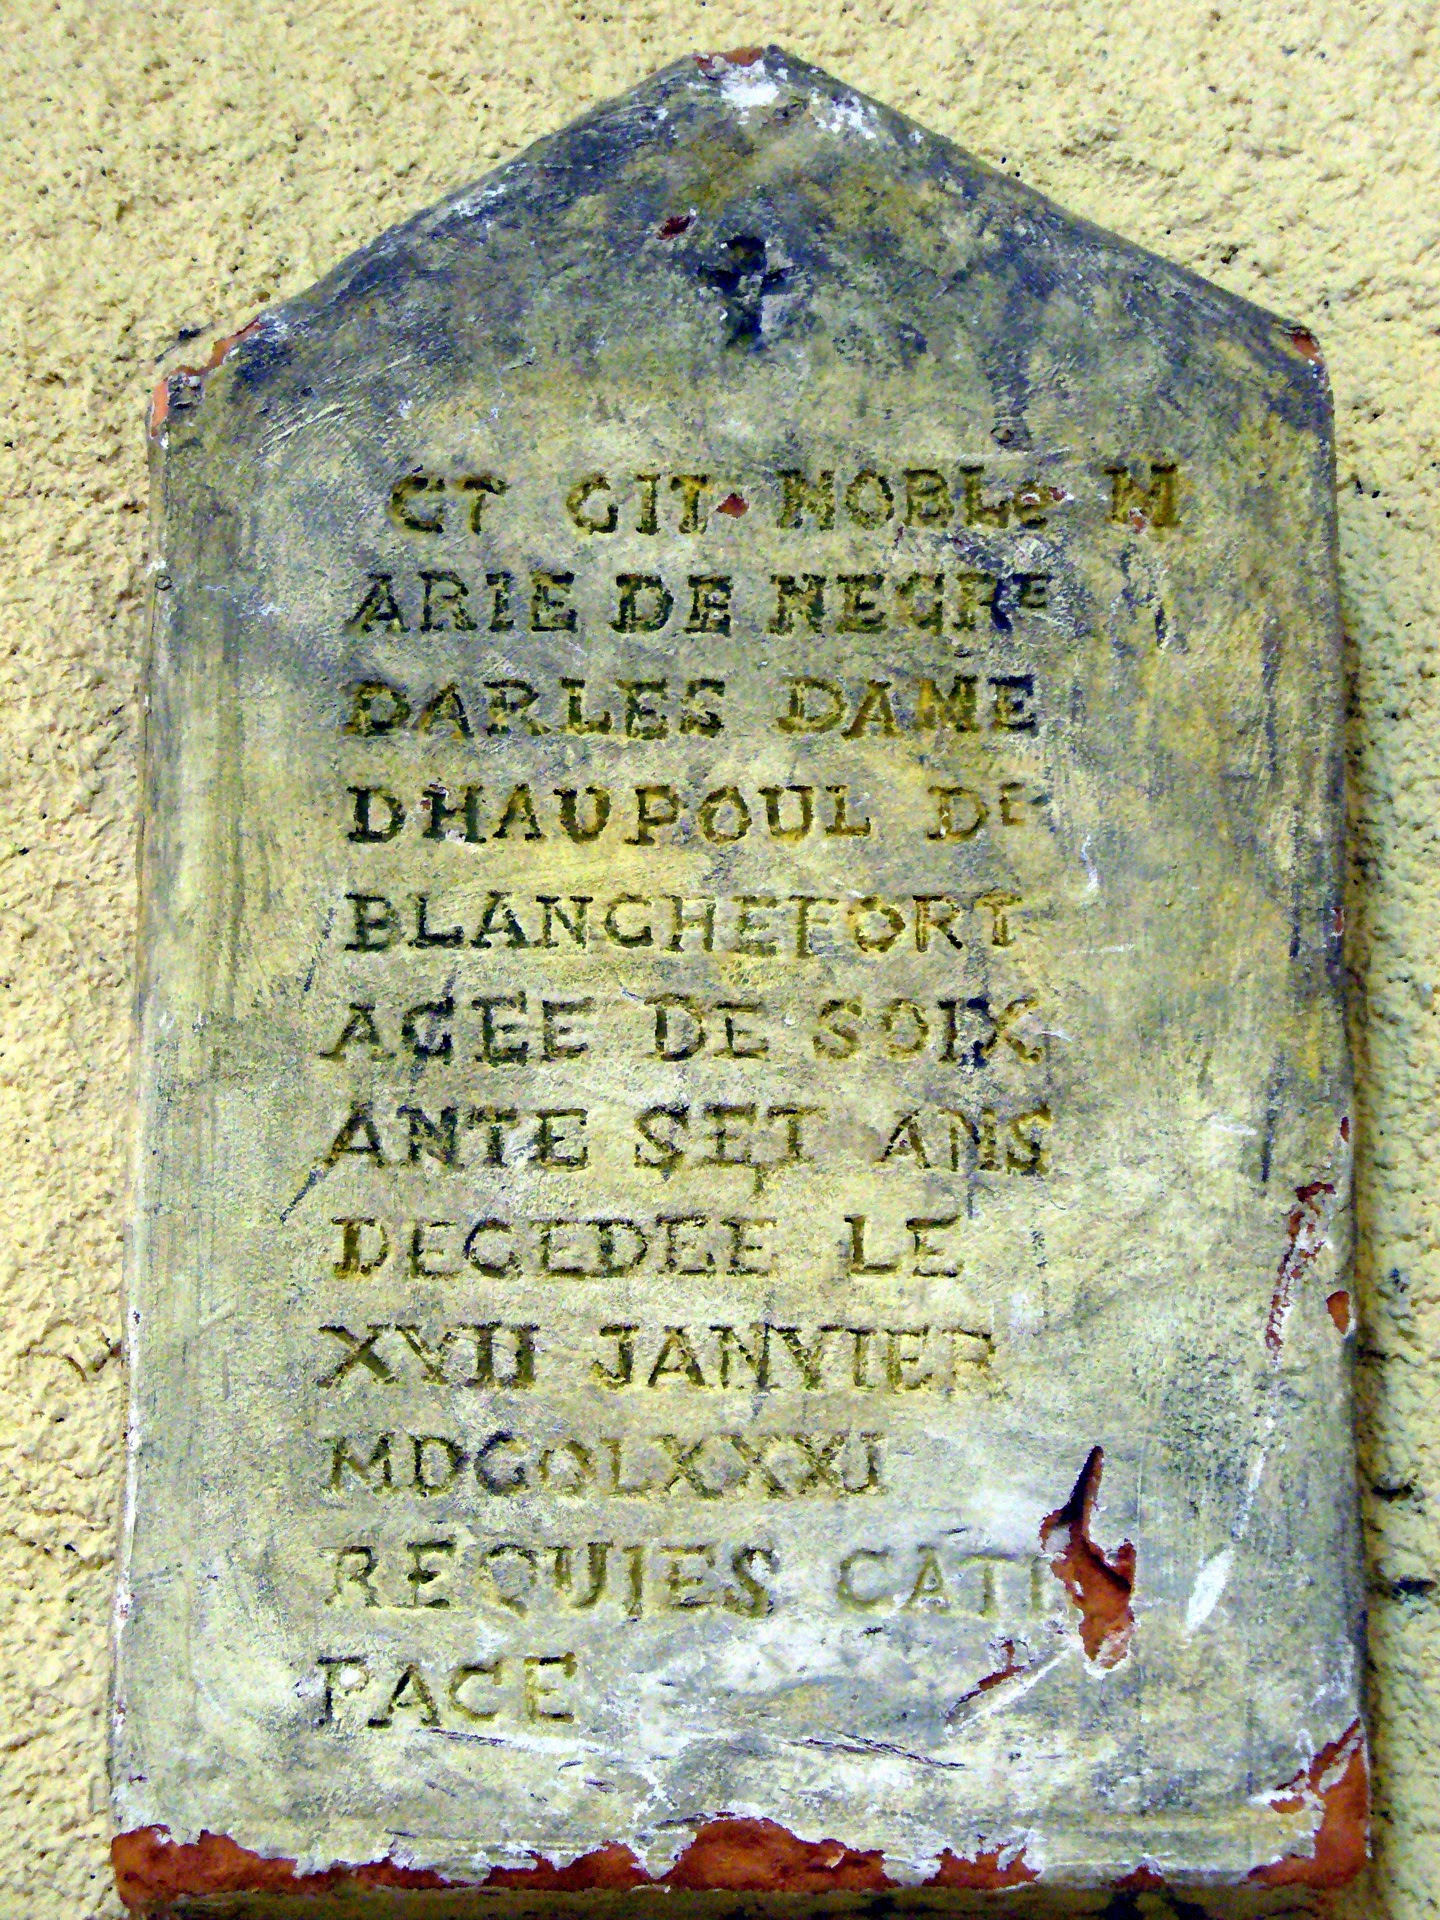 CT GIT NOBLe M
ARIE DE NEGRE
DARLES DAME
DHAUPOUL DE
BLANCHEFORT
AGEE DE SOIX
ANTE SET ANS
DECEDEE LE
XVII JANVIER
MDCOLXXXI
REQUIES CATI
PACE